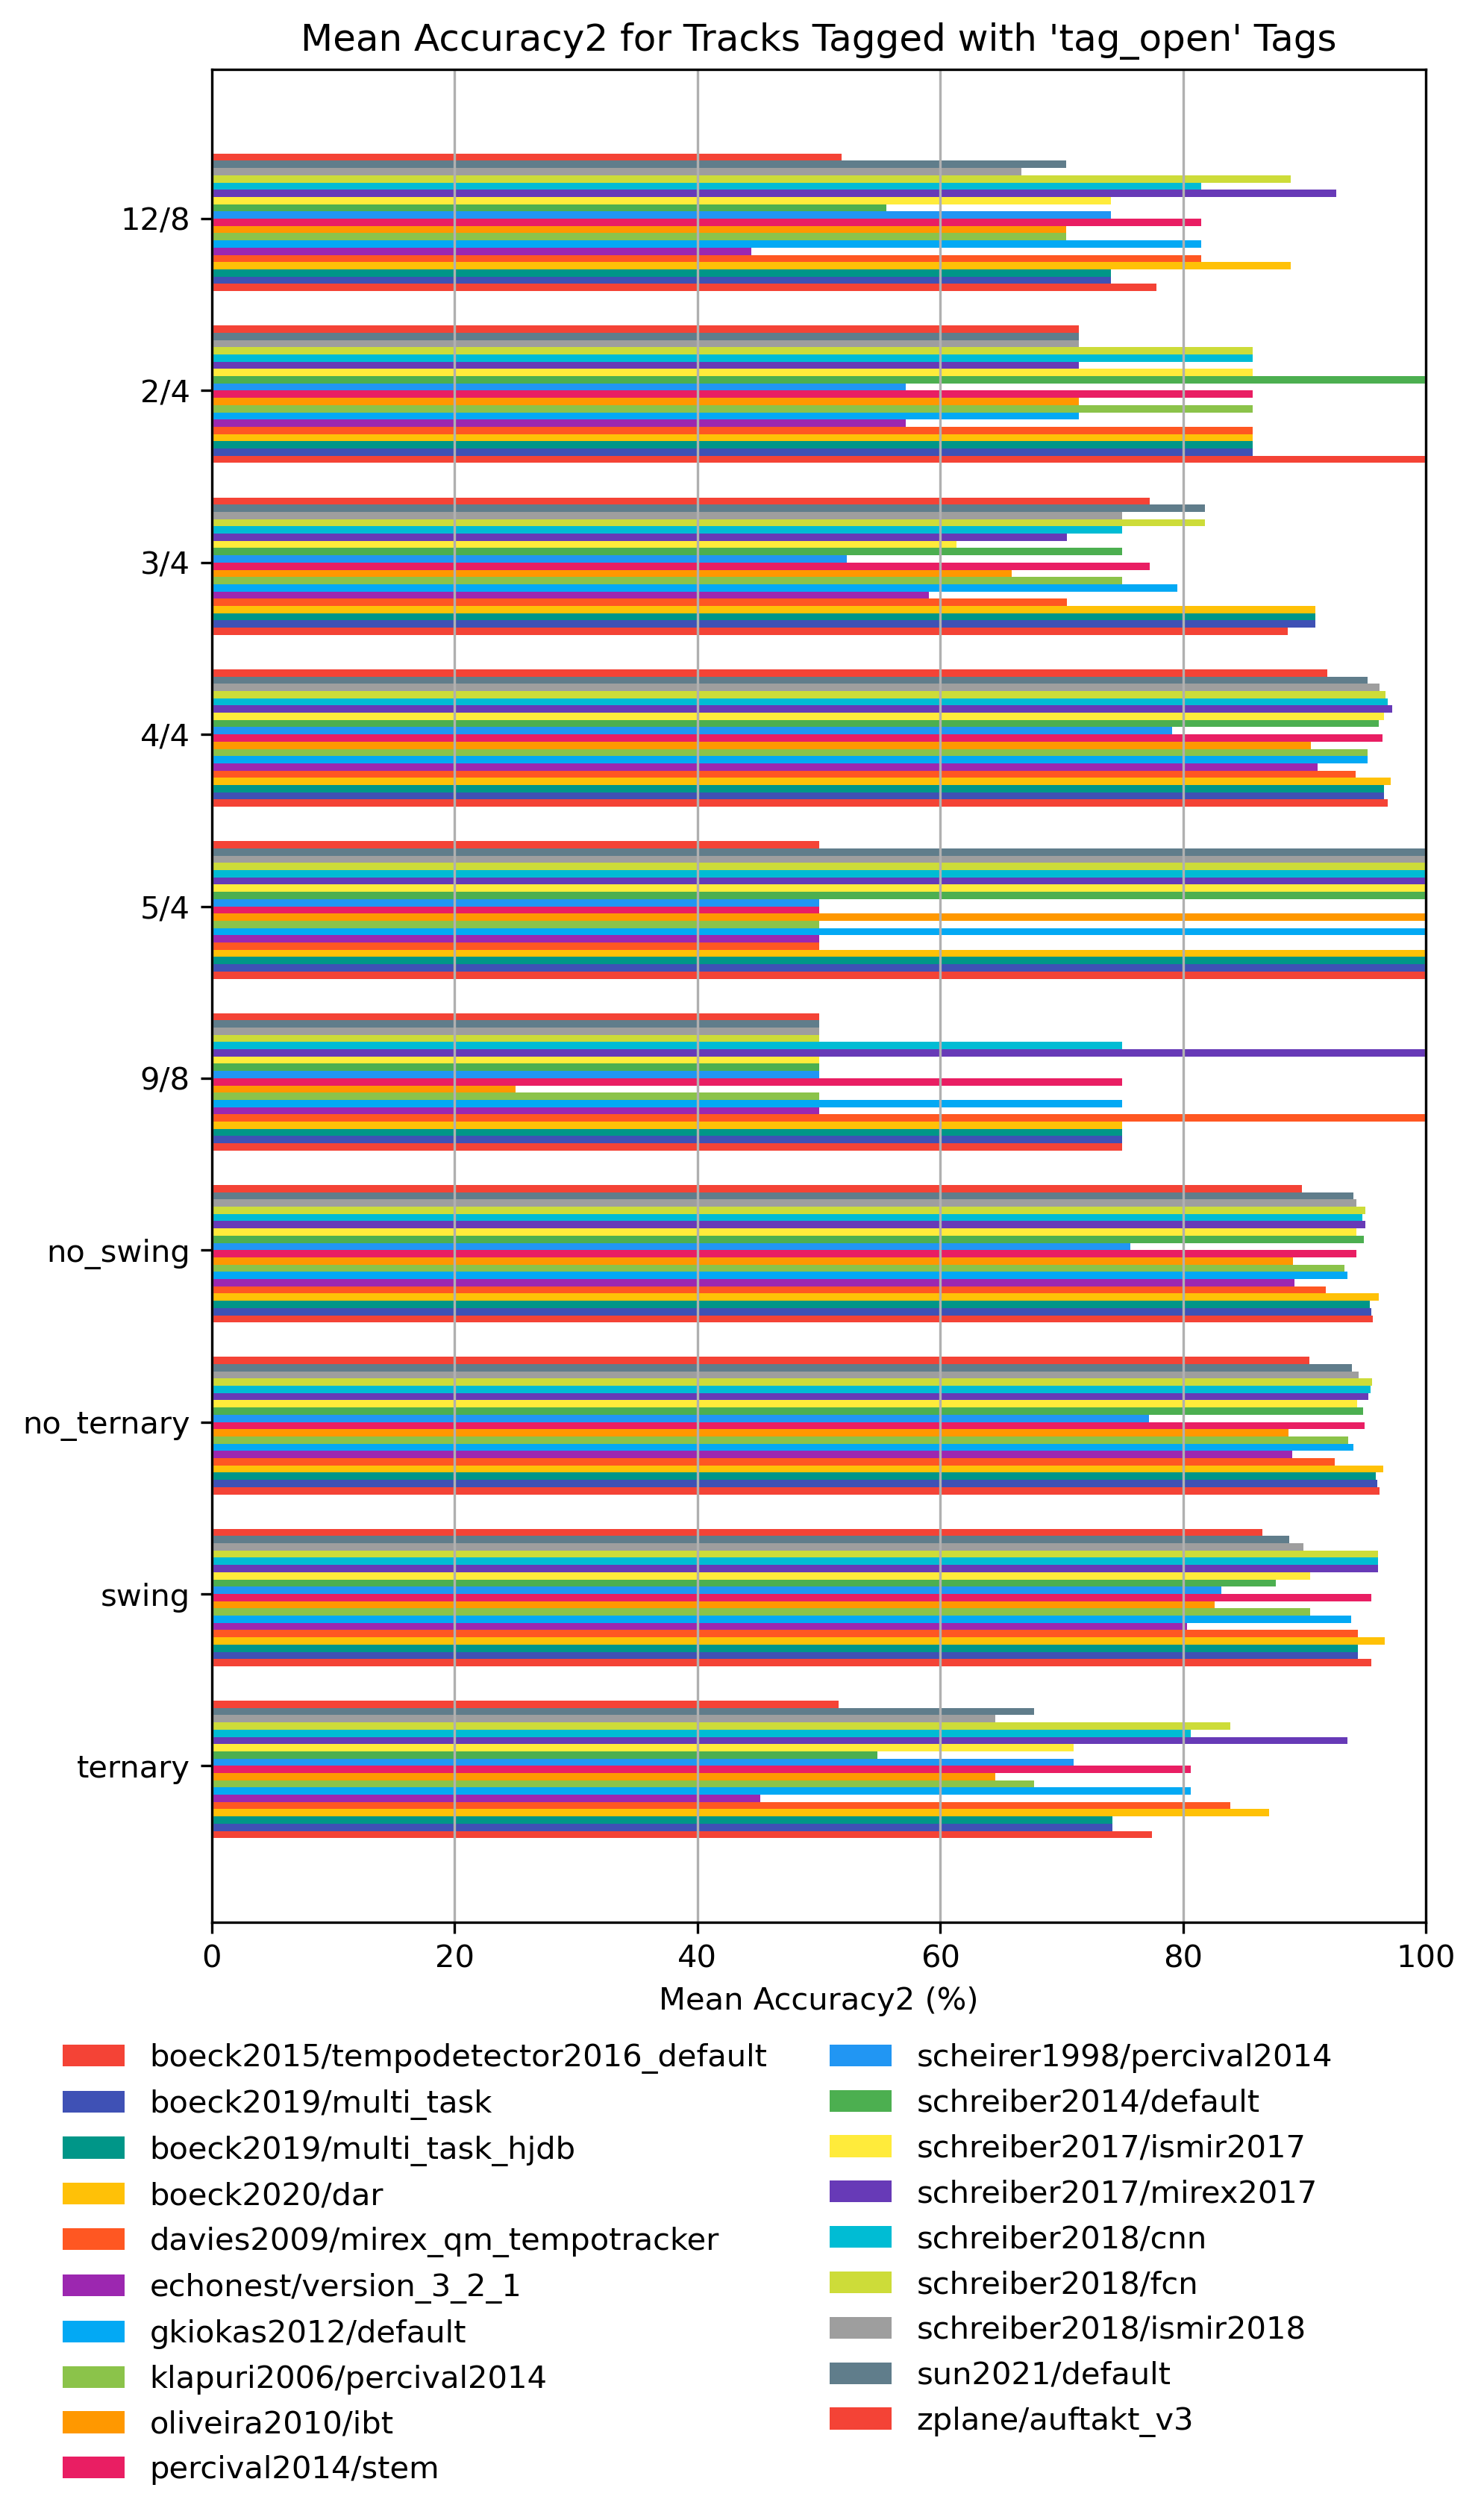 Mean Accuracy2 for Tracks Tagged with 'tag_open' Tags
12/8
2/4
3/4
4/4
5/4
9/8
no_swing
no_ternary
swing
ternary
0 20 40 60 80 100
Mean Accuracy2 (%)
boeck2015/tempodetector2016_default
boeck2019/multi_task
boeck2019/multi_task_hjdb
boeck2020/dar
davies2009/mirex_qm_tempotracker
echonest/version_3_2_1
gkiokas2012/default
klapuri2006/percival2014
oliveira2010/ibt
percival2014/stem
scheirer1998/percival2014
schreiber2014/default
schreiber2017/ismir2017
schreiber2017/mirex2017
schreiber2018/cnn
schreiber2018/fcn
schreiber2018/ismir2018
sun2021/default
zplane/auftakt_v3